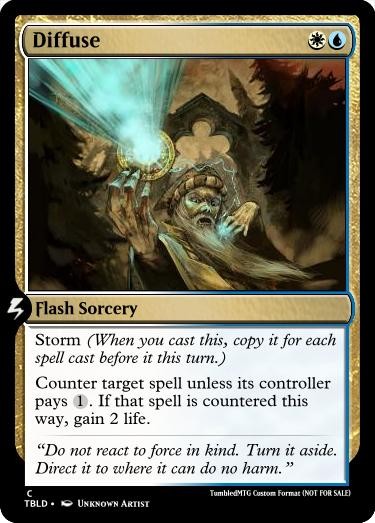 Diffuse
Flash Sorcery
Storm (When you cast this, copy it for each
spell cast before it this turn.)
Counter target spell unless its controller
pays 1. If that spell is countered this
way, gain 2 life.
“Do not react to force in kind. Turn it aside.
Direct it to where it can do no harm.”
C
TBLD • Unknown Artist
TumbledMTG Custom Format (NOT FOR SALE)